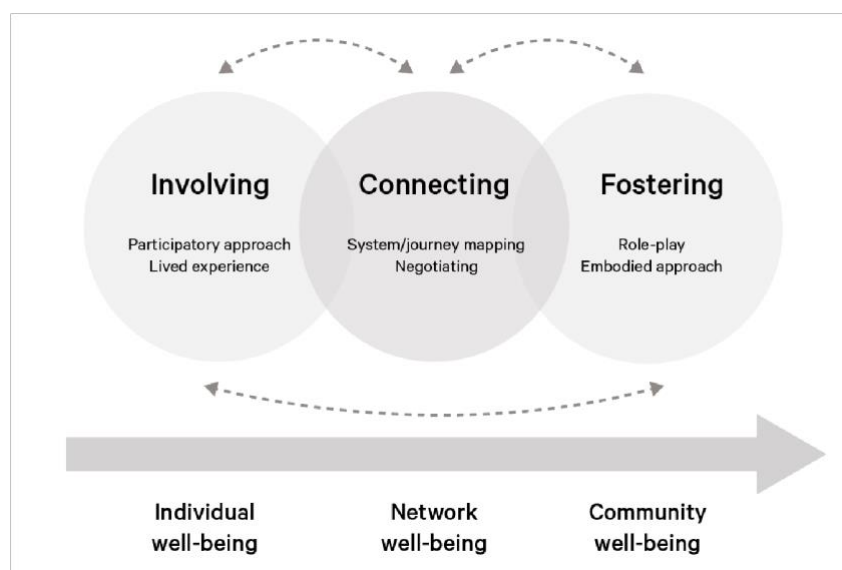 Involving
Participatory approach
Lived experience
Connecting
System/journey mapping
Negotiating
Fostering
Role-play
Embodied approach
Individual
well-being
Network
well-being
Community
well-being